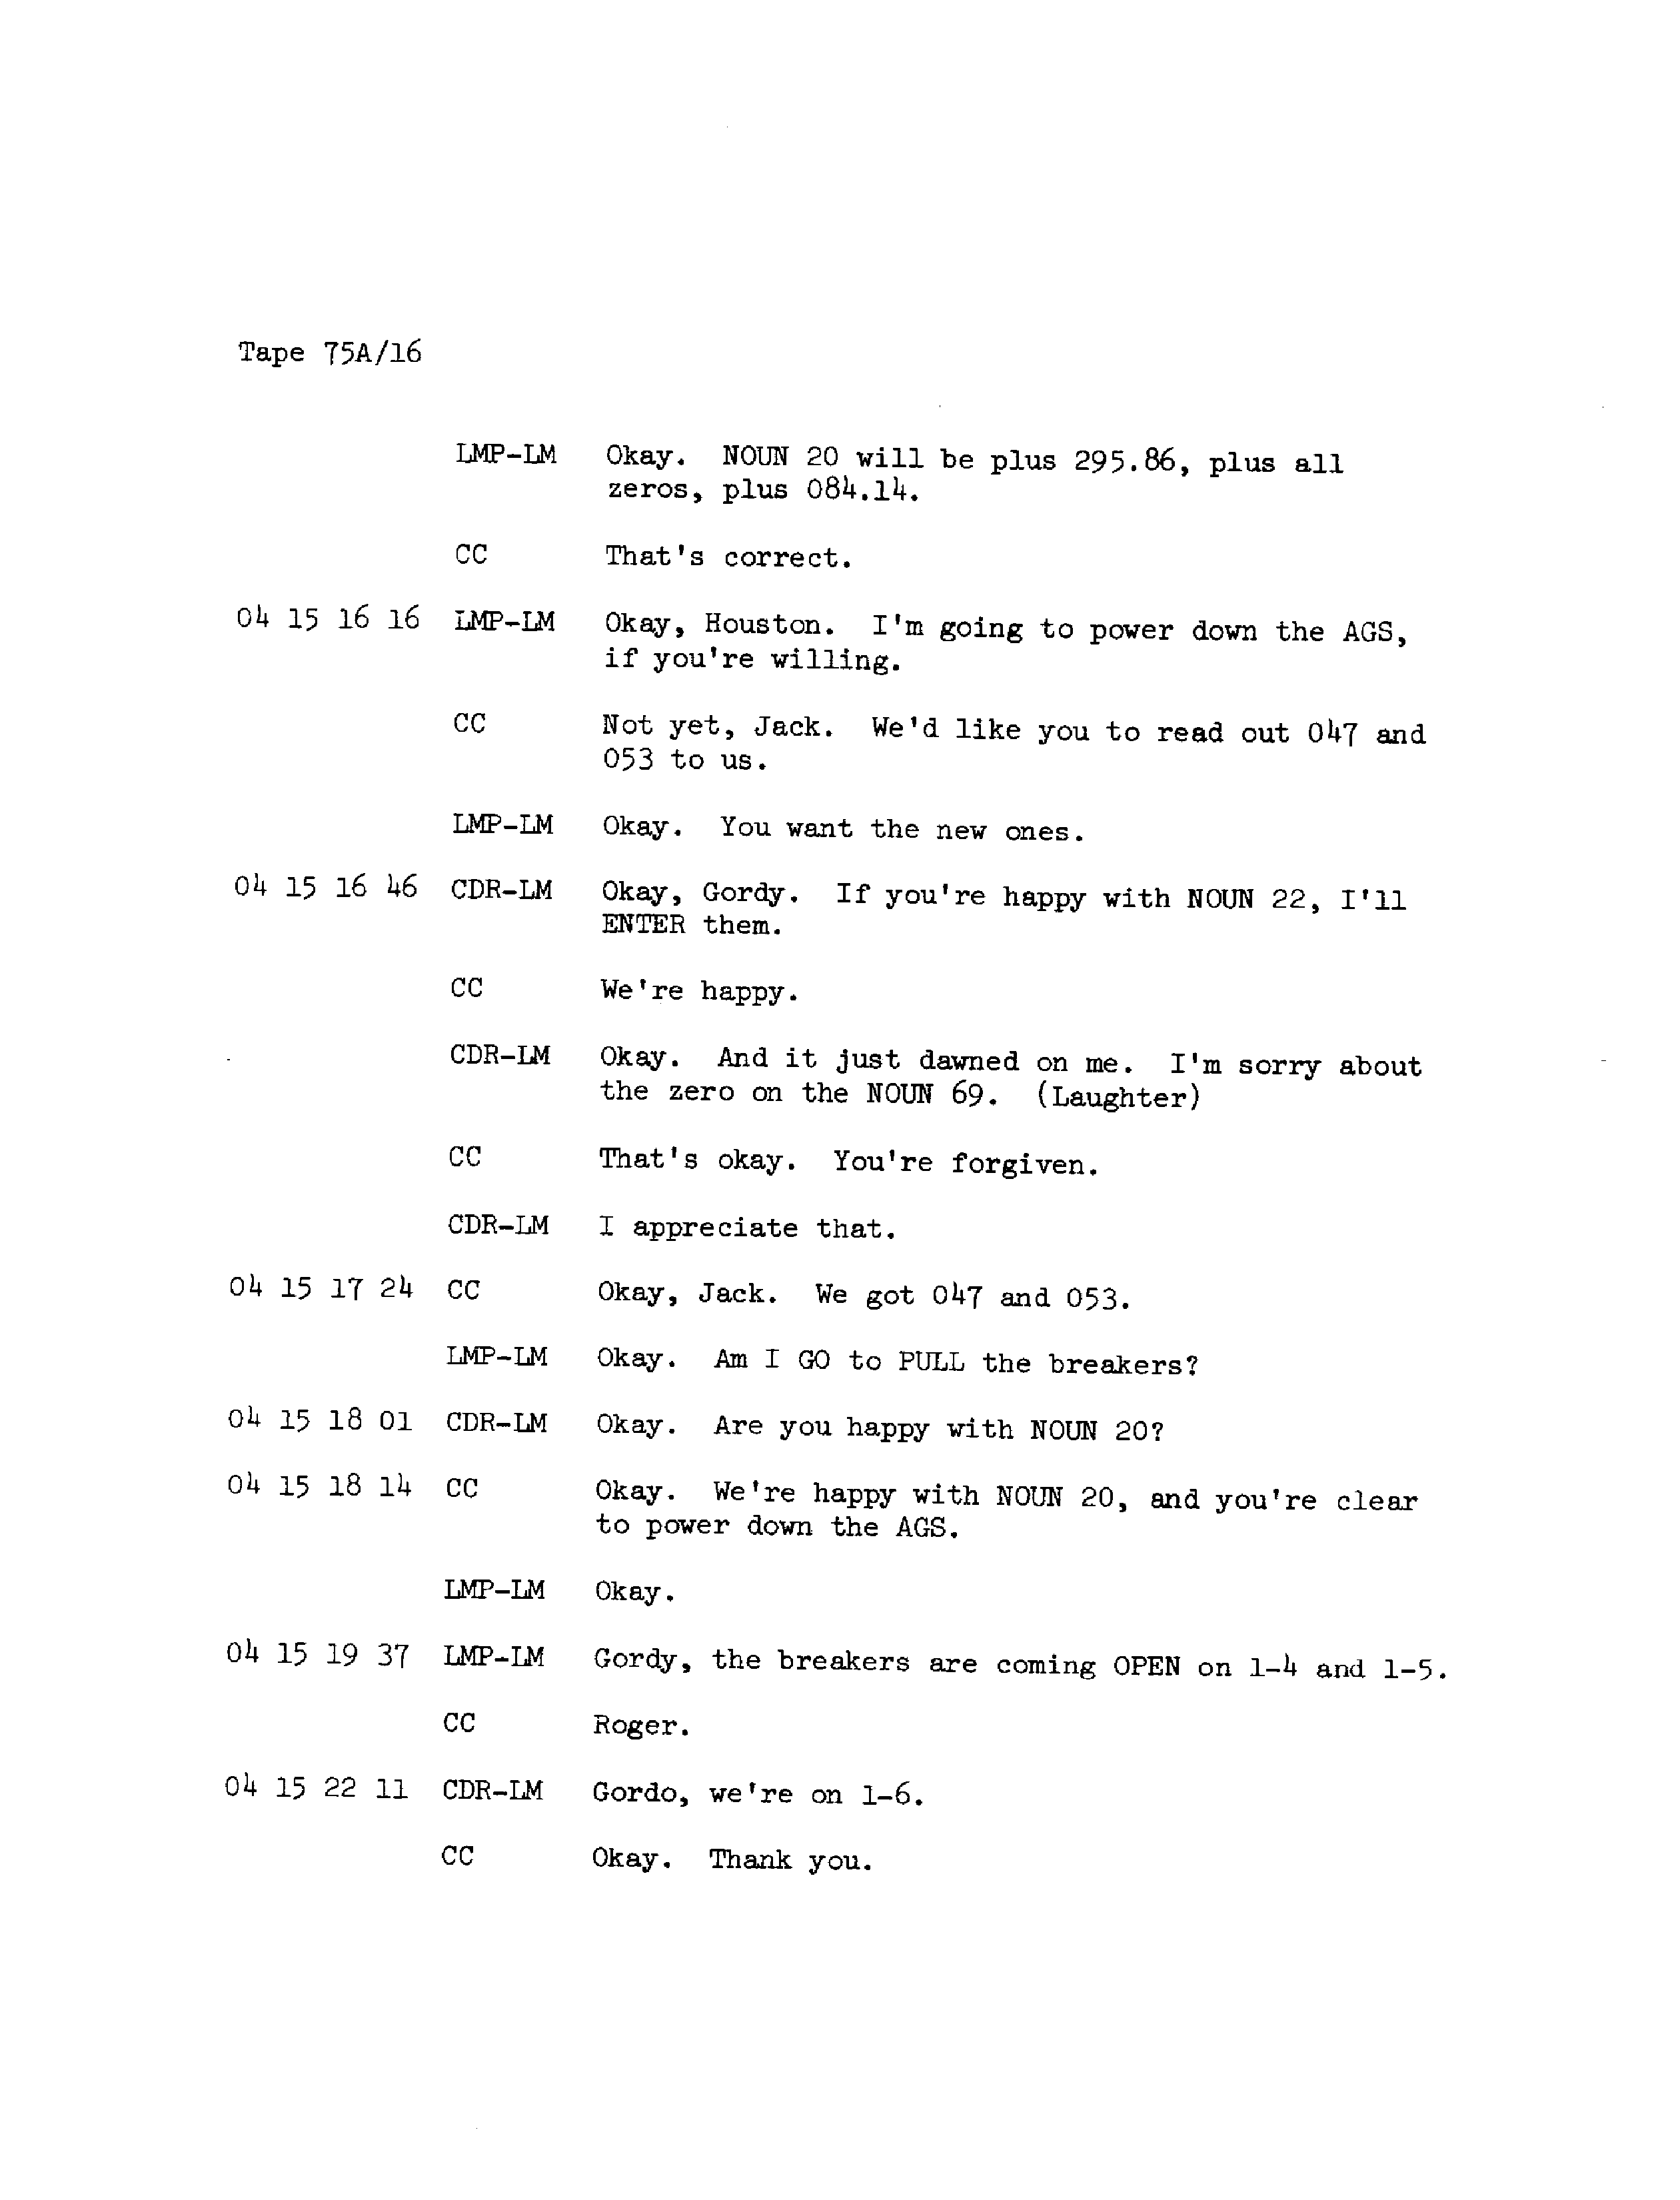 Tape 75A/16
LMP-LM Okay. NOUN 20 will be plus 295.86, plus all
zeros, plus 084.14.
CC That's correct.
04 15 16 16 LMP-LM Okay, Houston. I'm going to power down the AGS,
if you're willing.
CC Not yet, Jack. We'd like you to read out 047 and
053 to us.
LMP-LM Okay. You want the new ones.
04 15 16 46 CDR-LM Okay, Gordy. If you're happy with NOUN 22, I'll
ENTER them.
CC We're happy.
CDR-LM Okay. And it just dawned on me. I'm sorry about
the zero on the NOUN 69. (Laughter)
CC That's okay. You're forgiven.
CDR-LM I appreciate that.
04 15 17 24 CC Okay, Jack. We got 047 and 053.
LMP-LM Okay. Am I GO to PULL the breakers?
04 15 18 01 CDR-LM Okay. Are you happy with NOUN 20?
04 15 18 14 CC Okay. We're happy with NOUN 20, and you're clear
to power down the AGS.
LMP-LM Okay.
04 15 19 37 LMP-LM Gordy, the breakers are coming OPEN on 1-4 and 1-5.
CC Roger.
04 15 22 11 CDR-LM Gordo, we're on 1-6.
CC Okay. Thank you.